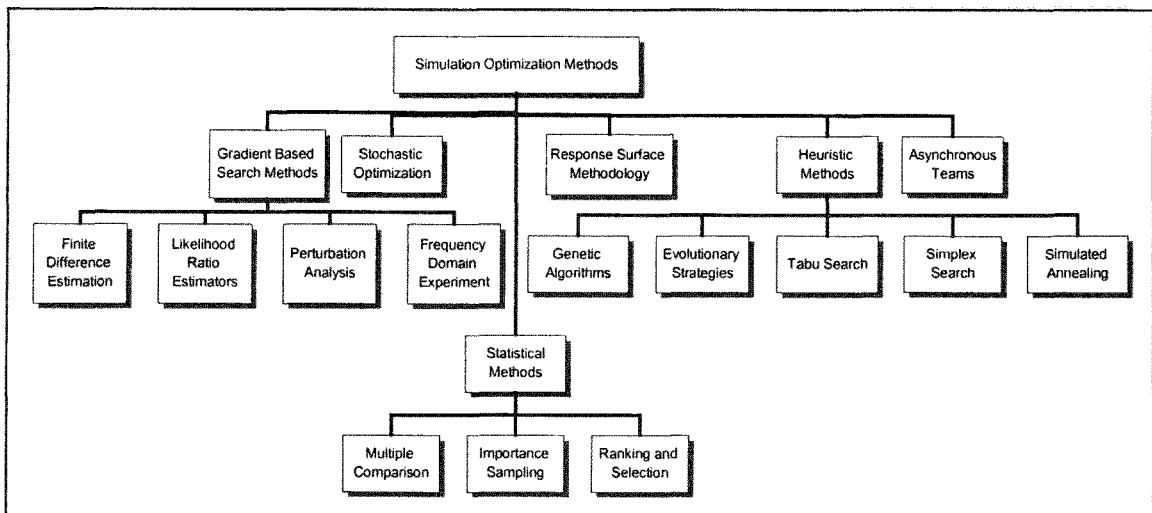 Simulation Optimization Methods
Gradient Based
Search Methods
Stochastic
Optimization
Response Surface
Methodology
Heuristic
Methods
Asynchronous
Teams
Finite
Difference
Estimation
Likelihood
Ratio
Estimators
Perturbation
Analysis
Frequency
Domain
Experiment
Genetic
Algorithms
Evolutionary
Strategies
Tabu Search
Simplex
Search
Simulated
Annealing
Statistical
Methods
Multiple
Comparison
Importance
Sampling
Ranking and
Selection